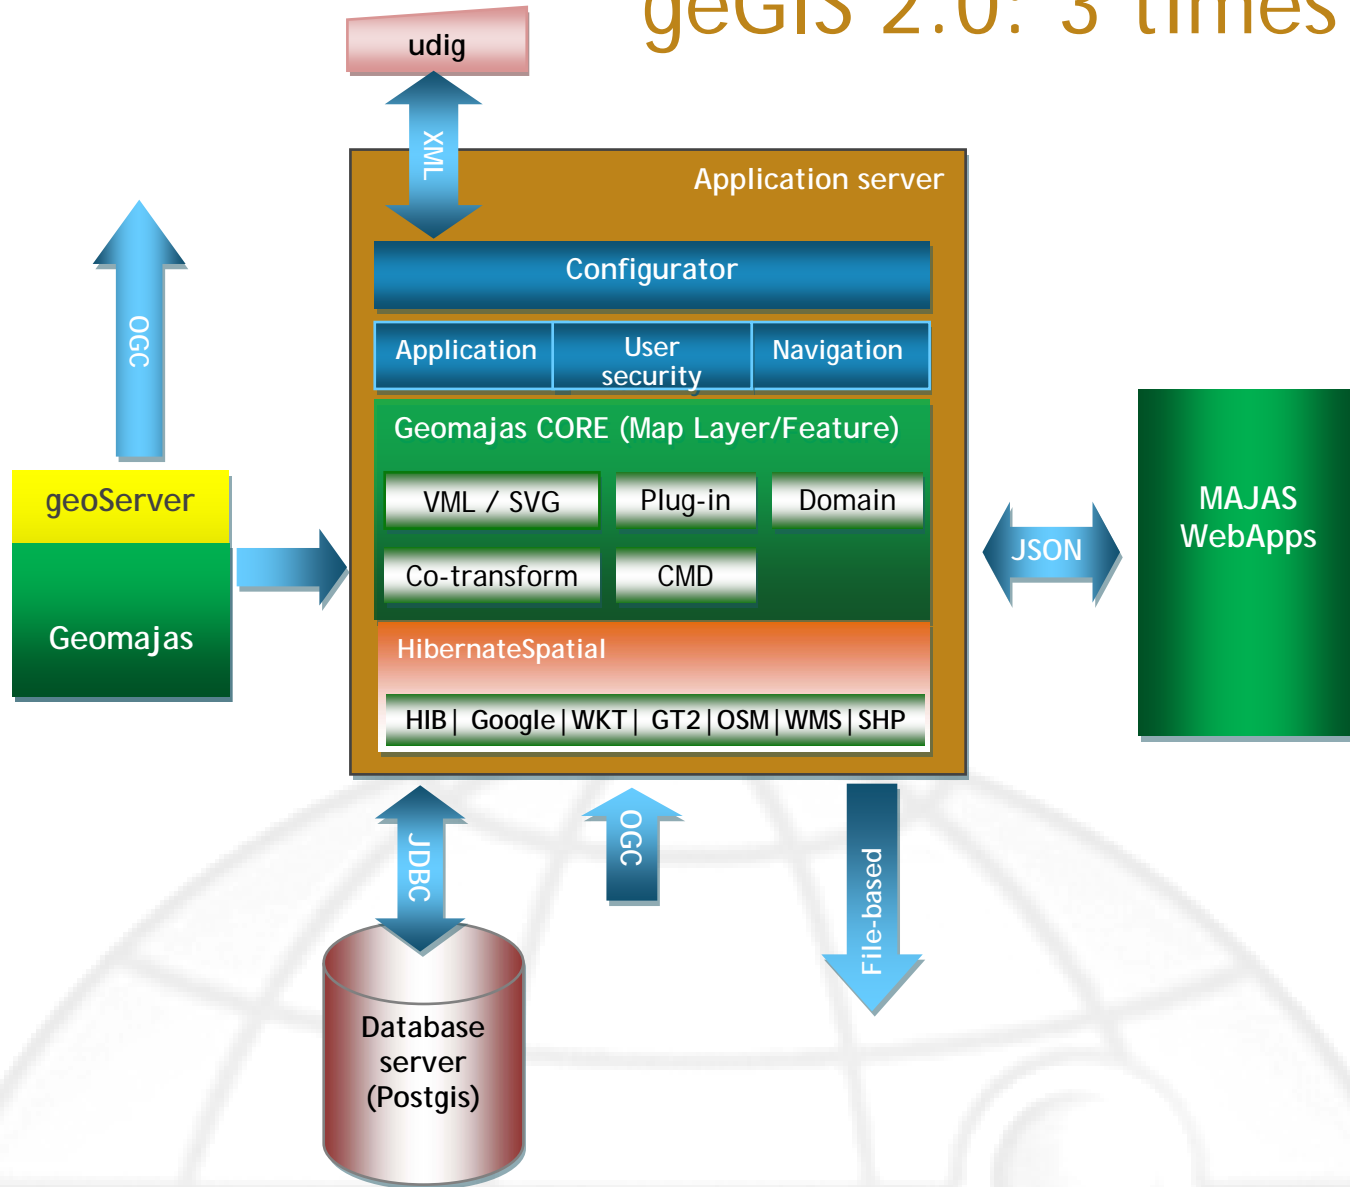 geGIS 2.0: 3 times
udig
XML
Application server
OGC
Configurator
Application
User
security
Navigation
Geomajas CORE (Map Layer/Feature)
geoServer
VML / SVG
Plug-in
Domain
MAJAS
WebApps
JSON
Co-transform
CMD
Geomajas
HibernateSpatial
HIB| Google|WKT| GT2|OSM|WMS|SHP
JDBC
OGC
File-based
Database
server
(Postgis)